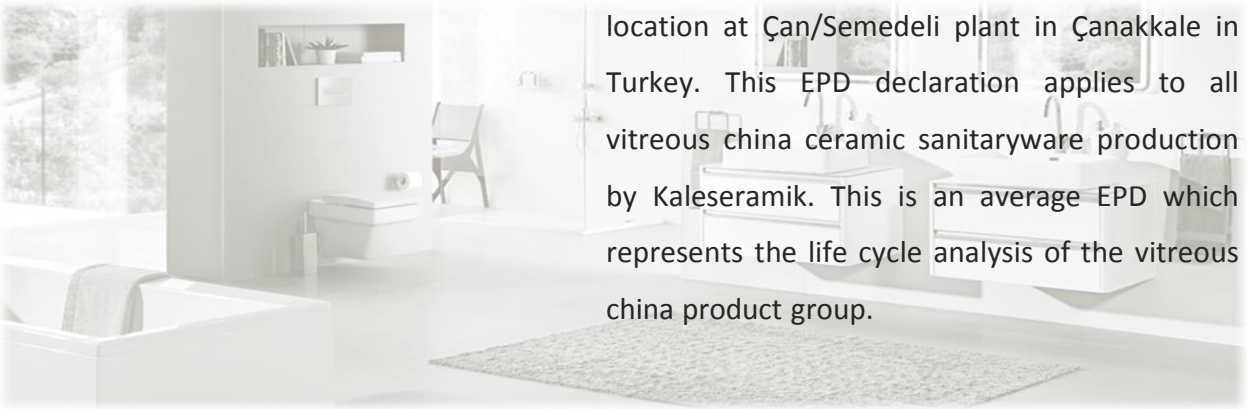 location at Çan/Semedeli plant in Çanakkale in
Turkey. This EPD declaration applies to all
vitreous china ceramic sanitaryware production
by Kaleseramik. This is an average EPD which
represents the life cycle analysis of the vitreous
china product group.